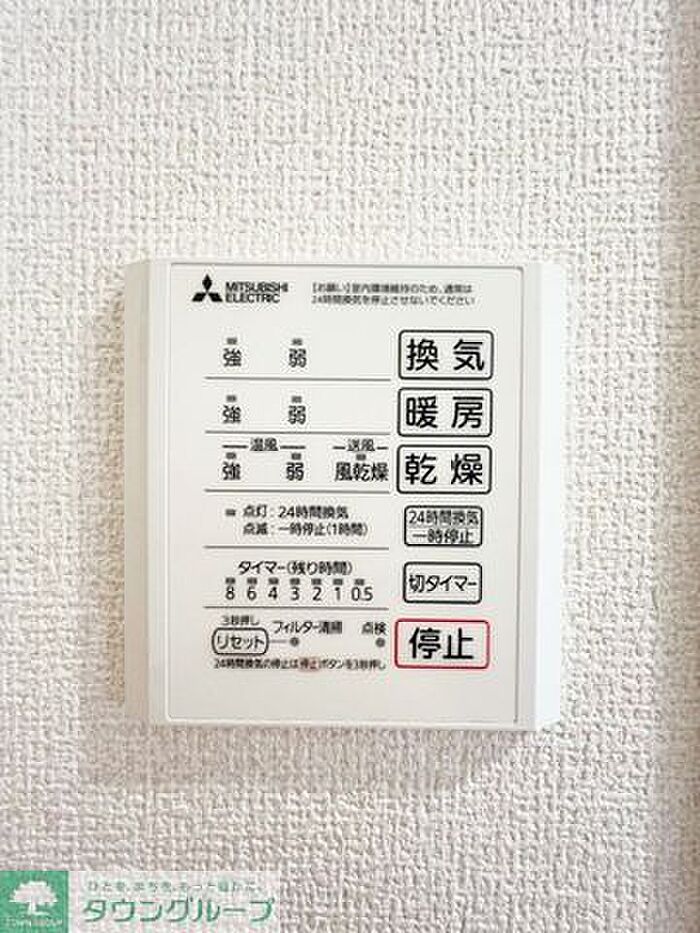 MITSUBISHI
ELECTRIC
【お願い】室内環境維持のため、通常は
24時間換気を停止させないでください
強 弱 換気
強 弱 暖房
温風 送風
強 弱 風乾燥 乾燥
点灯:24時間換気
点滅:一時停止(1時間)
24時間換気
一時停止
タイマー(残り時間)
8 6 4 3 2 1 0.5
切タイマー
3秒押し
リセット フィルター清掃 点検
停止
24時間換気の停止は 停止 ボタンを3秒押し
ひとを、まちを、もっと笛かに。
タウングループ
TOWN GROUP